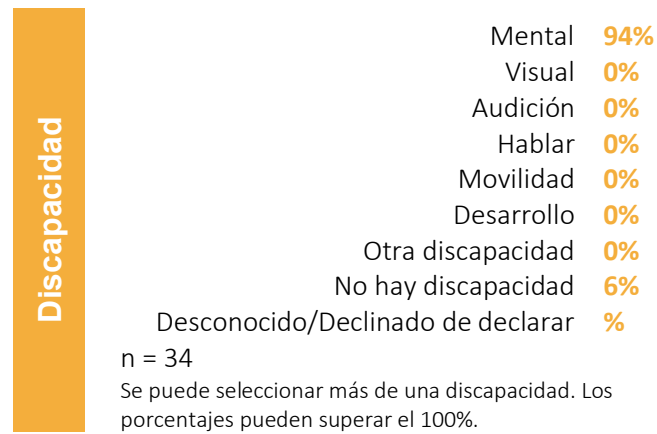 Discapacidad
Mental 94%
Visual 0%
Audición 0%
Hablar 0%
Movilidad 0%
Desarrollo 0%
Otra discapacidad 0%
No hay discapacidad 6%
Desconocido/Declinado de declarar %
n = 34
Se puede seleccionar más de una discapacidad. Los
porcentajes pueden superar el 100%.